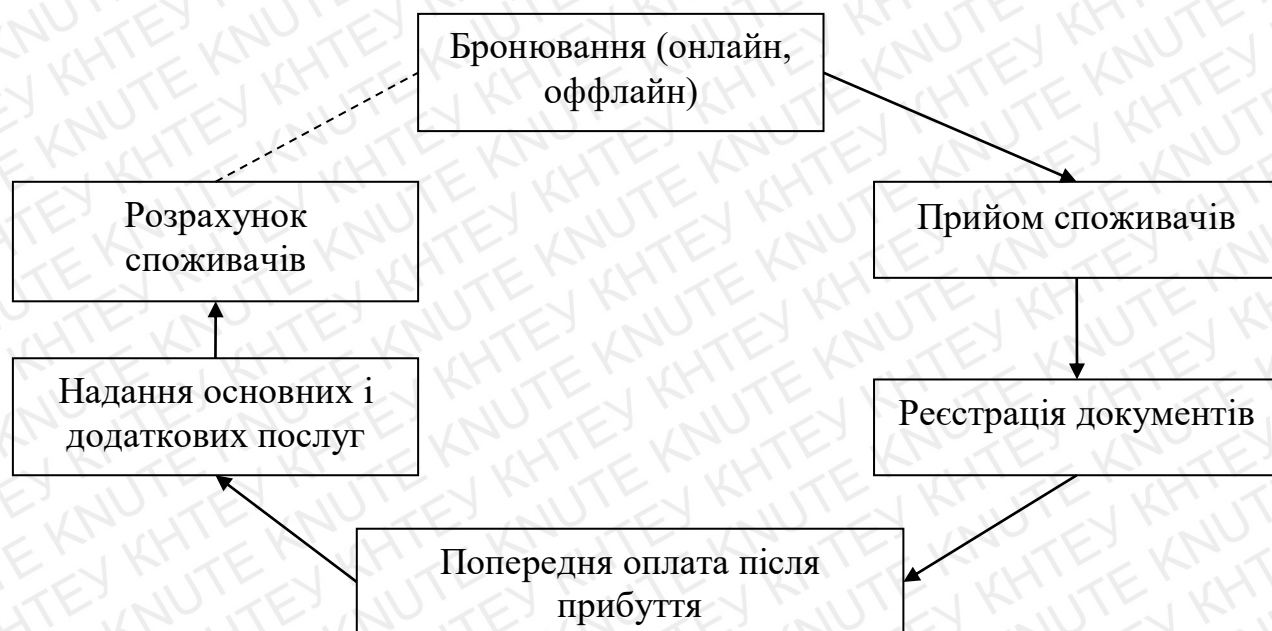 Бронювання (онлайн,
оффлайн)
Прийом споживачів
Реєстрація документів
Попередня оплата після
прибуття
Надання основних і
додаткових послуг
Розрахунок
споживачів